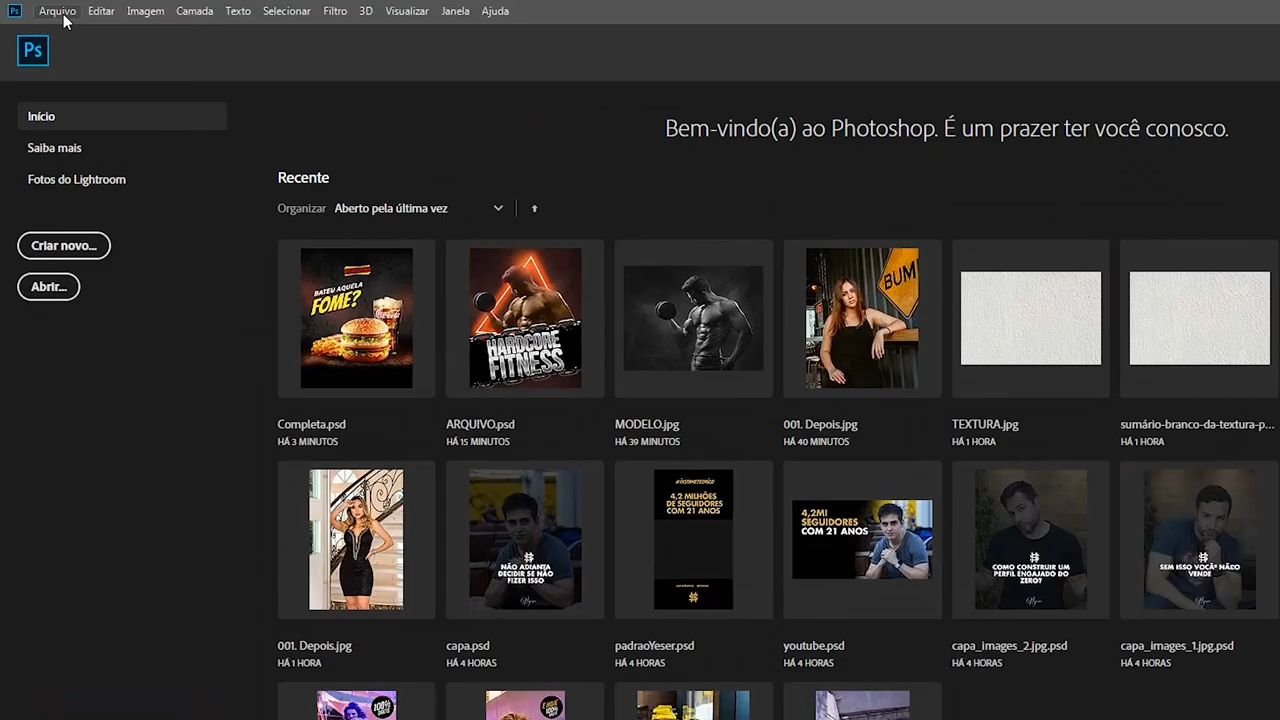 Ps Arquivo Editar Imagem Camada Texto Selecionar Filtro 3D Visualizar Janela Ajuda
Ps
Início
Saiba mais
Fotos do Lightroom
Criar novo...
Abrir...
Bem-vindo(a) ao Photoshop. É um prazer ter você conosco.
Recente
Organizar Aberto pela última vez
BATEU AQUELA
FOME?
HARDCORE
FITNESS
BUM
Completa.psd
HÁ 3 MINUTOS
ARQUIVO.psd
HÁ 15 MINUTOS
MODELO.jpg
HÁ 39 MINUTOS
001. Depois.jpg
HÁ 40 MINUTOS
TEXTURA.jpg
HÁ 1 HORA
sumário-branco-da-textura-p...
HÁ 1 HORA
NÃO ADIANTA
DECIDIR SE NÃO
FIZER ISSO
4,2 MILHÕES
DE SEGUIDORES
COM 21 ANOS
4,2MI
SEGUIDORES
COM 21 ANOS
COMO CONSTRUIR UM
PERFIL ENGAJADO DO
ZERO?
SEM ISSO VOCÊ NÃO
VENDE
001. Depois.jpg
HÁ 1 HORA
capa.psd
HÁ 4 HORAS
padraoYeser.psd
HÁ 4 HORAS
youtube.psd
HÁ 4 HORAS
capa_images_2.jpg.psd
HÁ 4 HORAS
capa_images_1.jpg.psd
HÁ 4 HORAS
100%
100%